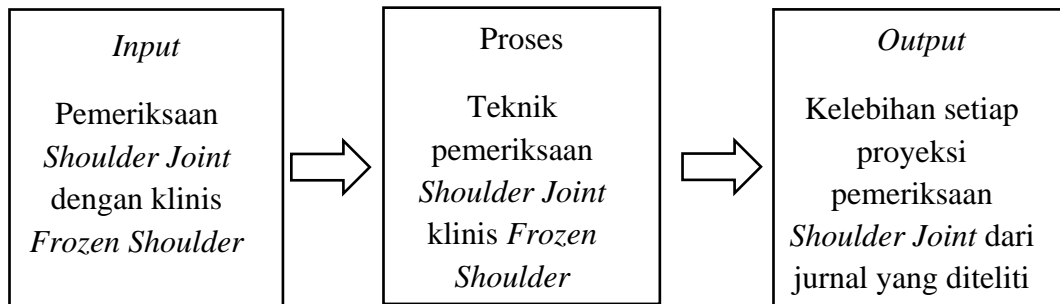 Input
Pemeriksaan
Shoulder Joint
dengan klinis
Frozen Shoulder
Proses
Teknik
pemeriksaan
Shoulder Joint
klinis Frozen
Shoulder
Output
Kelebihan setiap
proyeksi
pemeriksaan
Shoulder Joint dari
jurnal yang diteliti